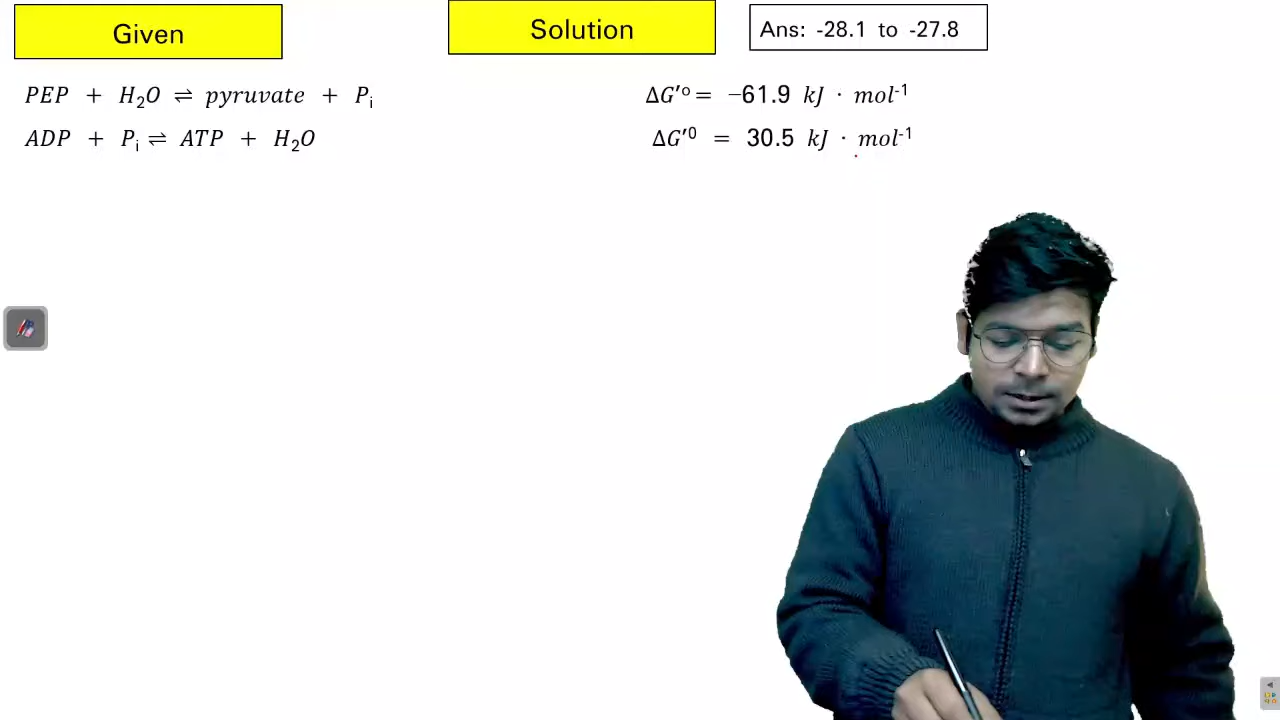 Given
Solution
Ans: -28.1 to -27.8
PEP + H₂O ⇌ pyruvate + Pᵢ ΔG′ᵒ = −61.9 kJ · mol⁻¹
ADP + Pᵢ ⇌ ATP + H₂O ΔG′⁰ = 30.5 kJ · mol⁻¹